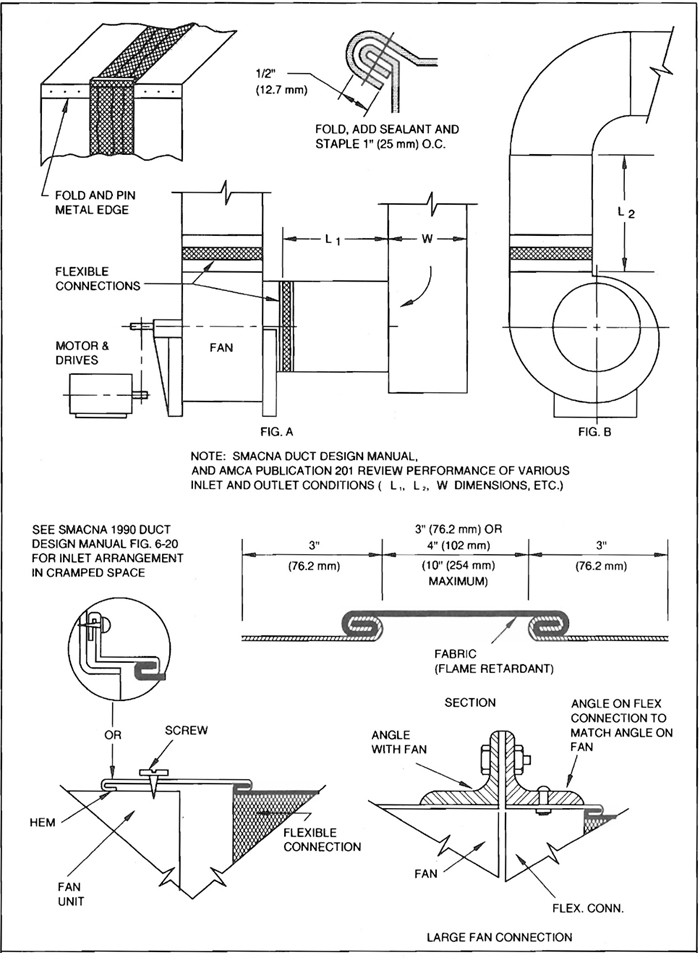 1/2"
(12.7 mm)
FOLD, ADD SEALANT AND
STAPLE 1" (25 mm) O.C.
FOLD AND PIN
METAL EDGE
L 1
W
L 2
FLEXIBLE
CONNECTIONS
MOTOR &
DRIVES
FAN
FIG. A
FIG. B
NOTE: SMACNA DUCT DESIGN MANUAL,
AND AMCA PUBLICATION 201 REVIEW PERFORMANCE OF VARIOUS
INLET AND OUTLET CONDITIONS ( L 1, L 2, W DIMENSIONS, ETC.)
SEE SMACNA 1990 DUCT
DESIGN MANUAL FIG. 6-20
FOR INLET ARRANGEMENT
IN CRAMPED SPACE
3"
(76.2 mm)
3" (76.2 mm) OR
4" (102 mm)
(10" (254 mm)
MAXIMUM)
3"
(76.2 mm)
FABRIC
(FLAME RETARDANT)
SECTION
OR
SCREW
HEM
FAN
UNIT
FLEXIBLE
CONNECTION
ANGLE
WITH FAN
ANGLE ON FLEX
CONNECTION TO
MATCH ANGLE ON
FAN
FAN
FLEX. CONN.
LARGE FAN CONNECTION